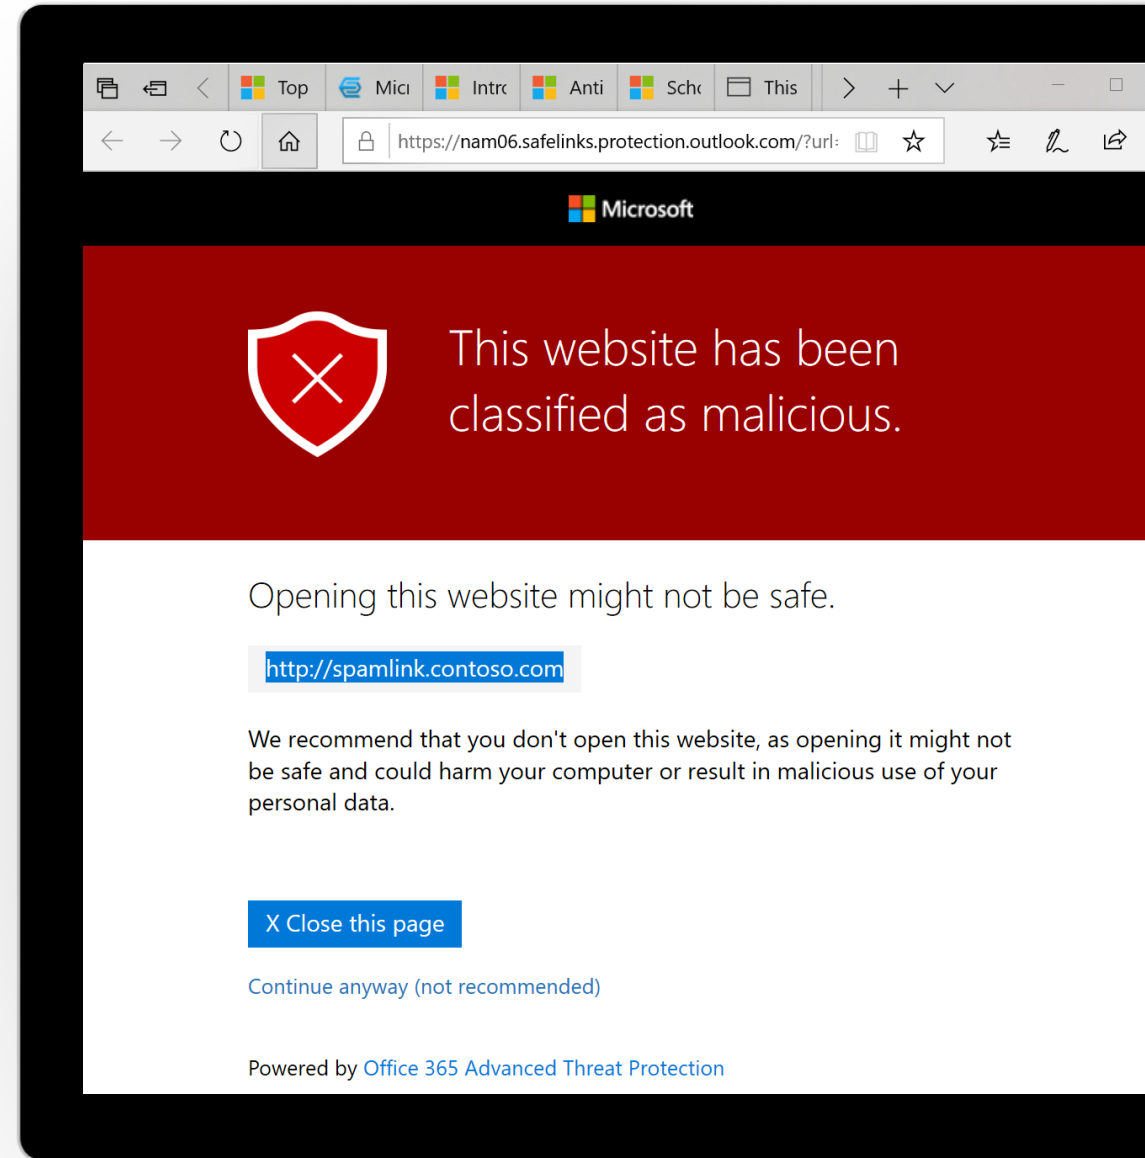 Top
Micr
Intro
Anti
Scho
This
https://nam06.safelinks.protection.outlook.com/?url=
Microsoft
This website has been
classified as malicious.
Opening this website might not be safe.
http://spamlink.contoso.com
We recommend that you don't open this website, as opening it might not
be safe and could harm your computer or result in malicious use of your
personal data.
X Close this page
Continue anyway (not recommended)
Powered by Office 365 Advanced Threat Protection